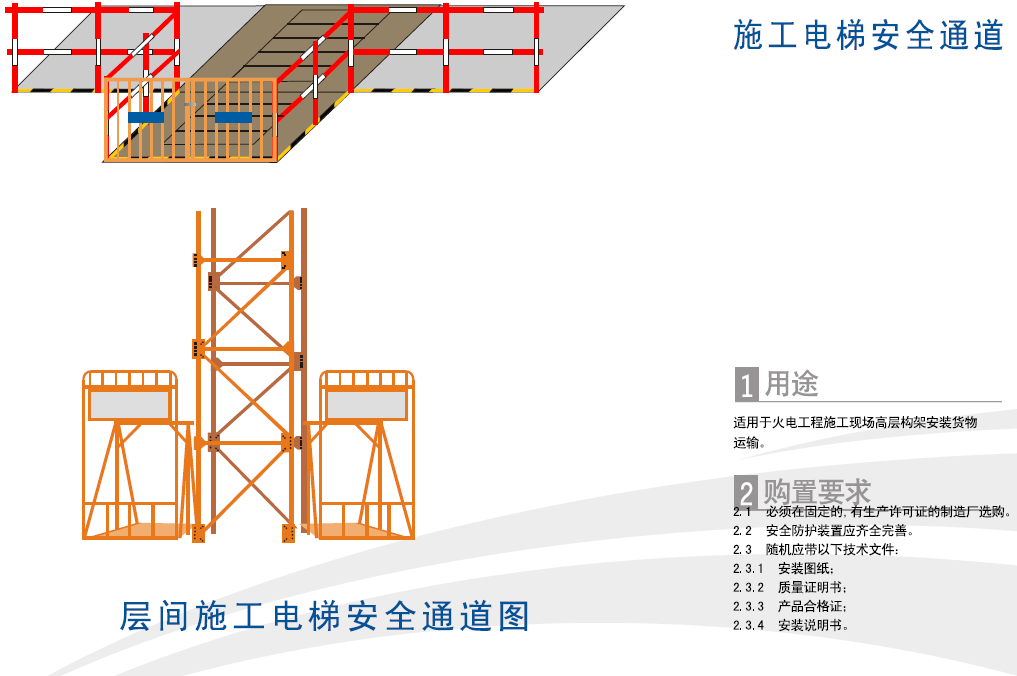 施工电梯安全通道
1 用途
适用于火电工程施工现场高层构架安装货物
运输。
2 购置要求
2.1 必须在固定的,有生产许可证的制造厂选购。
2.2 安全防护装置应齐全完善。
2.3 随机应带以下技术文件:
2.3.1 安装图纸;
2.3.2 质量证明书;
2.3.3 产品合格证;
2.3.4 安装说明书。
层间施工电梯安全通道图